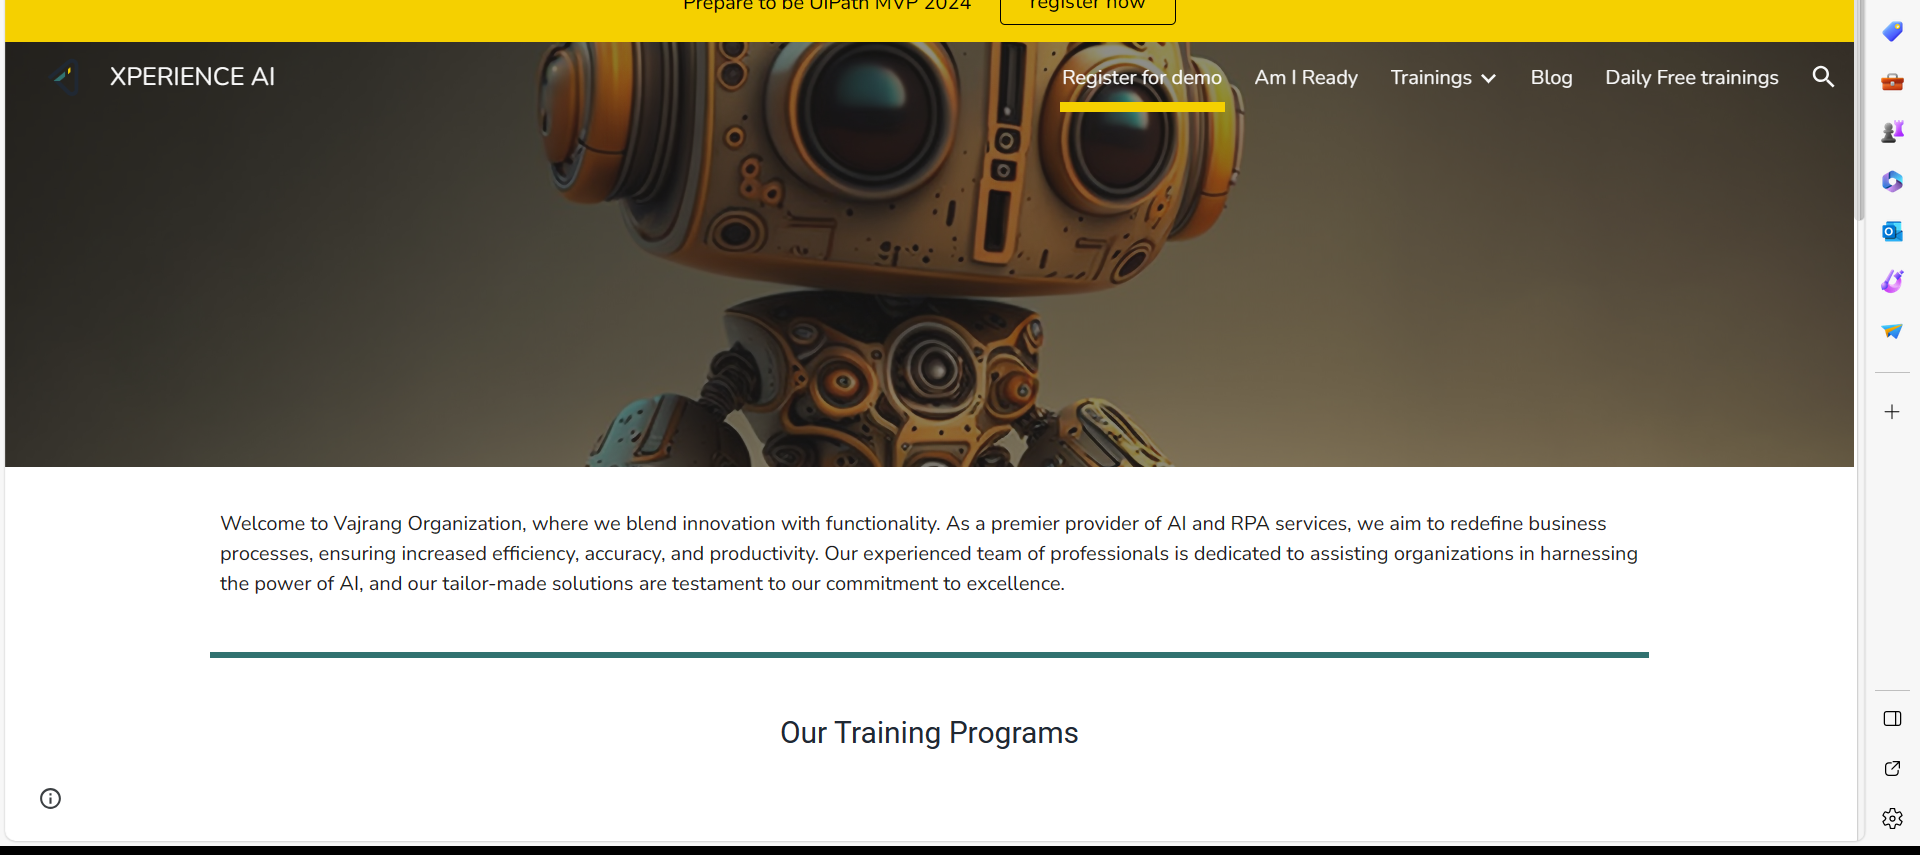 Prepare to be UiPath MVP 2024
register now
XPERIENCE AI
Register for demo
Am I Ready
Trainings
Blog
Daily Free trainings
Welcome to Vajrang Organization, where we blend innovation with functionality. As a premier provider of AI and RPA services, we aim to redefine business
processes, ensuring increased efficiency, accuracy, and productivity. Our experienced team of professionals is dedicated to assisting organizations in harnessing
the power of AI, and our tailor-made solutions are testament to our commitment to excellence.
Our Training Programs